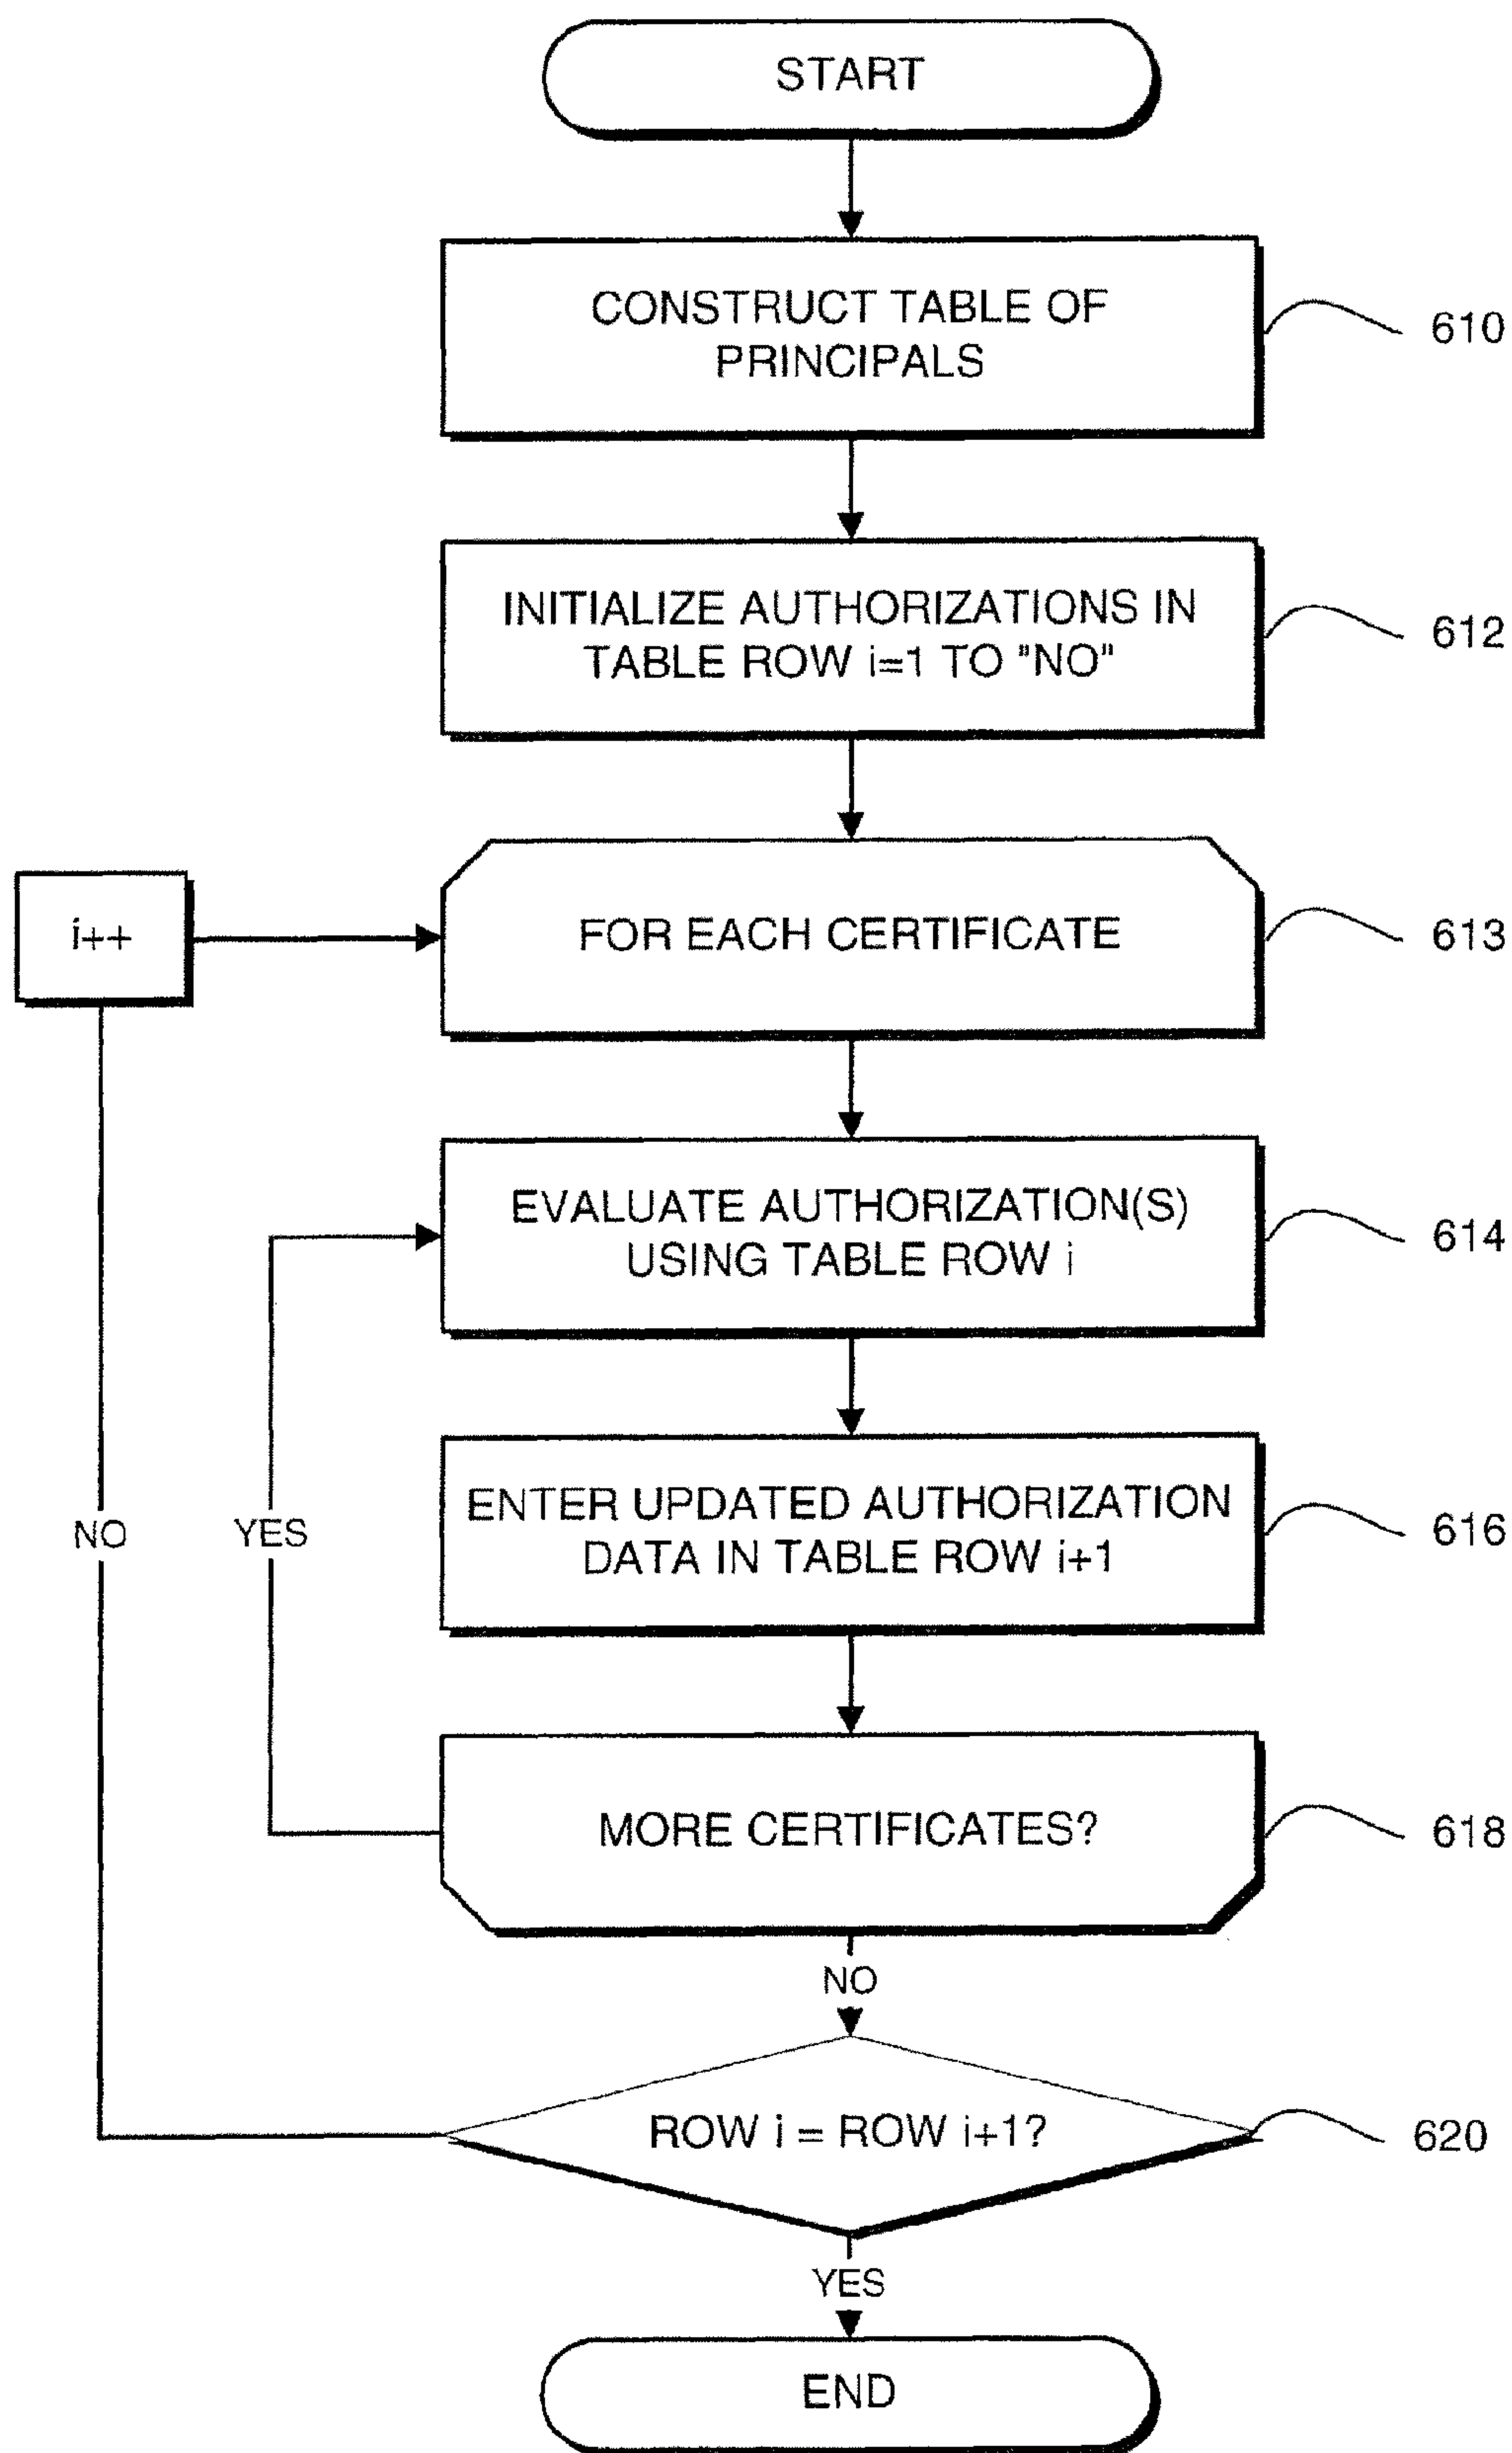 START
CONSTRUCT TABLE OF
PRINCIPALS
610
INITIALIZE AUTHORIZATIONS IN
TABLE ROW i=1 TO "NO"
612
i++
FOR EACH CERTIFICATE
613
EVALUATE AUTHORIZATION(S)
USING TABLE ROW i
614
ENTER UPDATED AUTHORIZATION
DATA IN TABLE ROW i+1
616
NO
YES
MORE CERTIFICATES?
618
NO
ROW i = ROW i+1?
620
YES
END